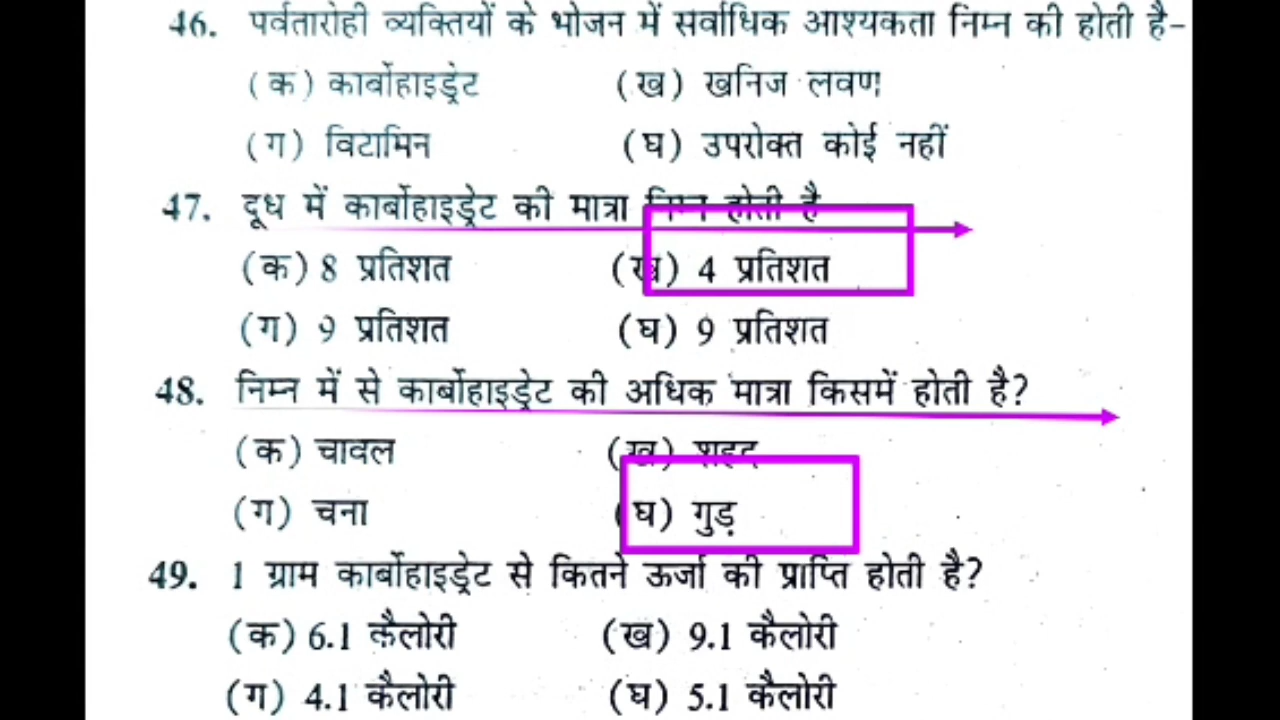 46. पर्वतारोही व्यक्तियों के भोजन में सर्वाधिक आश्यकता निम्न की होती है-
(क) कार्बोहाइड्रेट (ख) खनिज लवण
(ग) विटामिन (घ) उपरोक्त कोई नहीं
47. दूध में कार्बोहाइड्रेट की मात्रा निम्न होती है
(क) 8 प्रतिशत (ख) 4 प्रतिशत
(ग) 9 प्रतिशत (घ) 9 प्रतिशत
48. निम्न में से कार्बोहाइड्रेट की अधिक मात्रा किसमें होती है?
(क) चावल (ख) शहद
(ग) चना (घ) गुड़
49. 1 ग्राम कार्बोहाइड्रेट से कितने ऊर्जा की प्राप्ति होती है?
(क) 6.1 कैलोरी (ख) 9.1 कैलोरी
(ग) 4.1 कैलोरी (घ) 5.1 कैलोरी